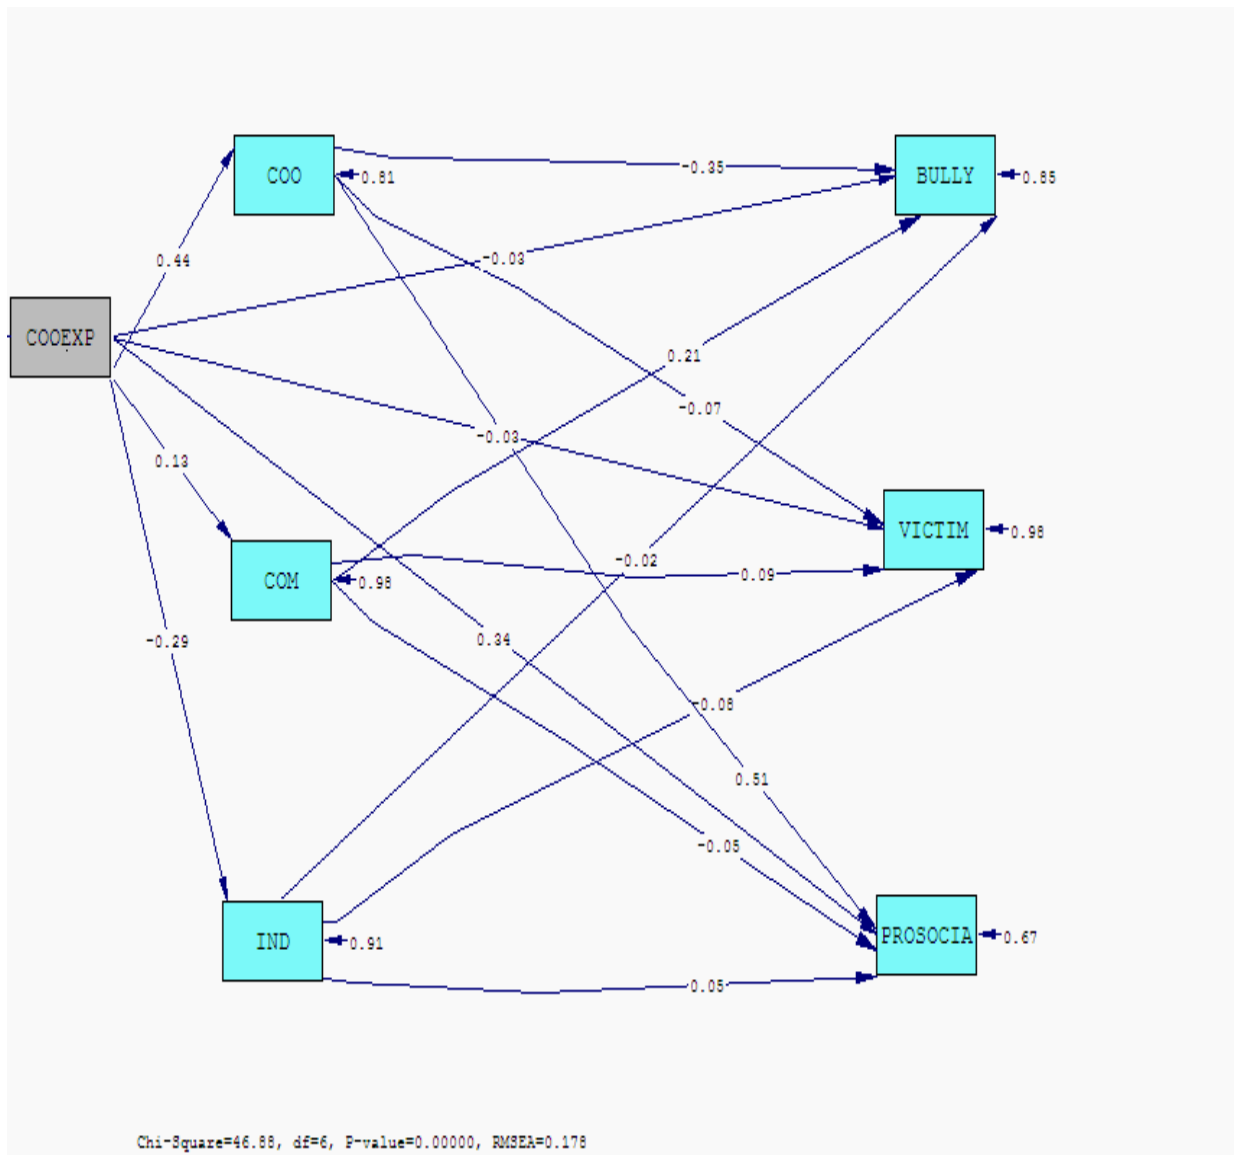 COO
0.81
-0.35
BULLY
0.85
0.44
-0.03
COOEXP
0.21
-0.07
-0.03
0.13
VICTIM
0.98
-0.02
0.09
COM
0.98
-0.29
0.34
-0.08
0.51
-0.05
IND
0.91
PROSOCIA
0.67
0.05
Chi-Square=46.88, df=6, P-value=0.00000, RMSEA=0.178